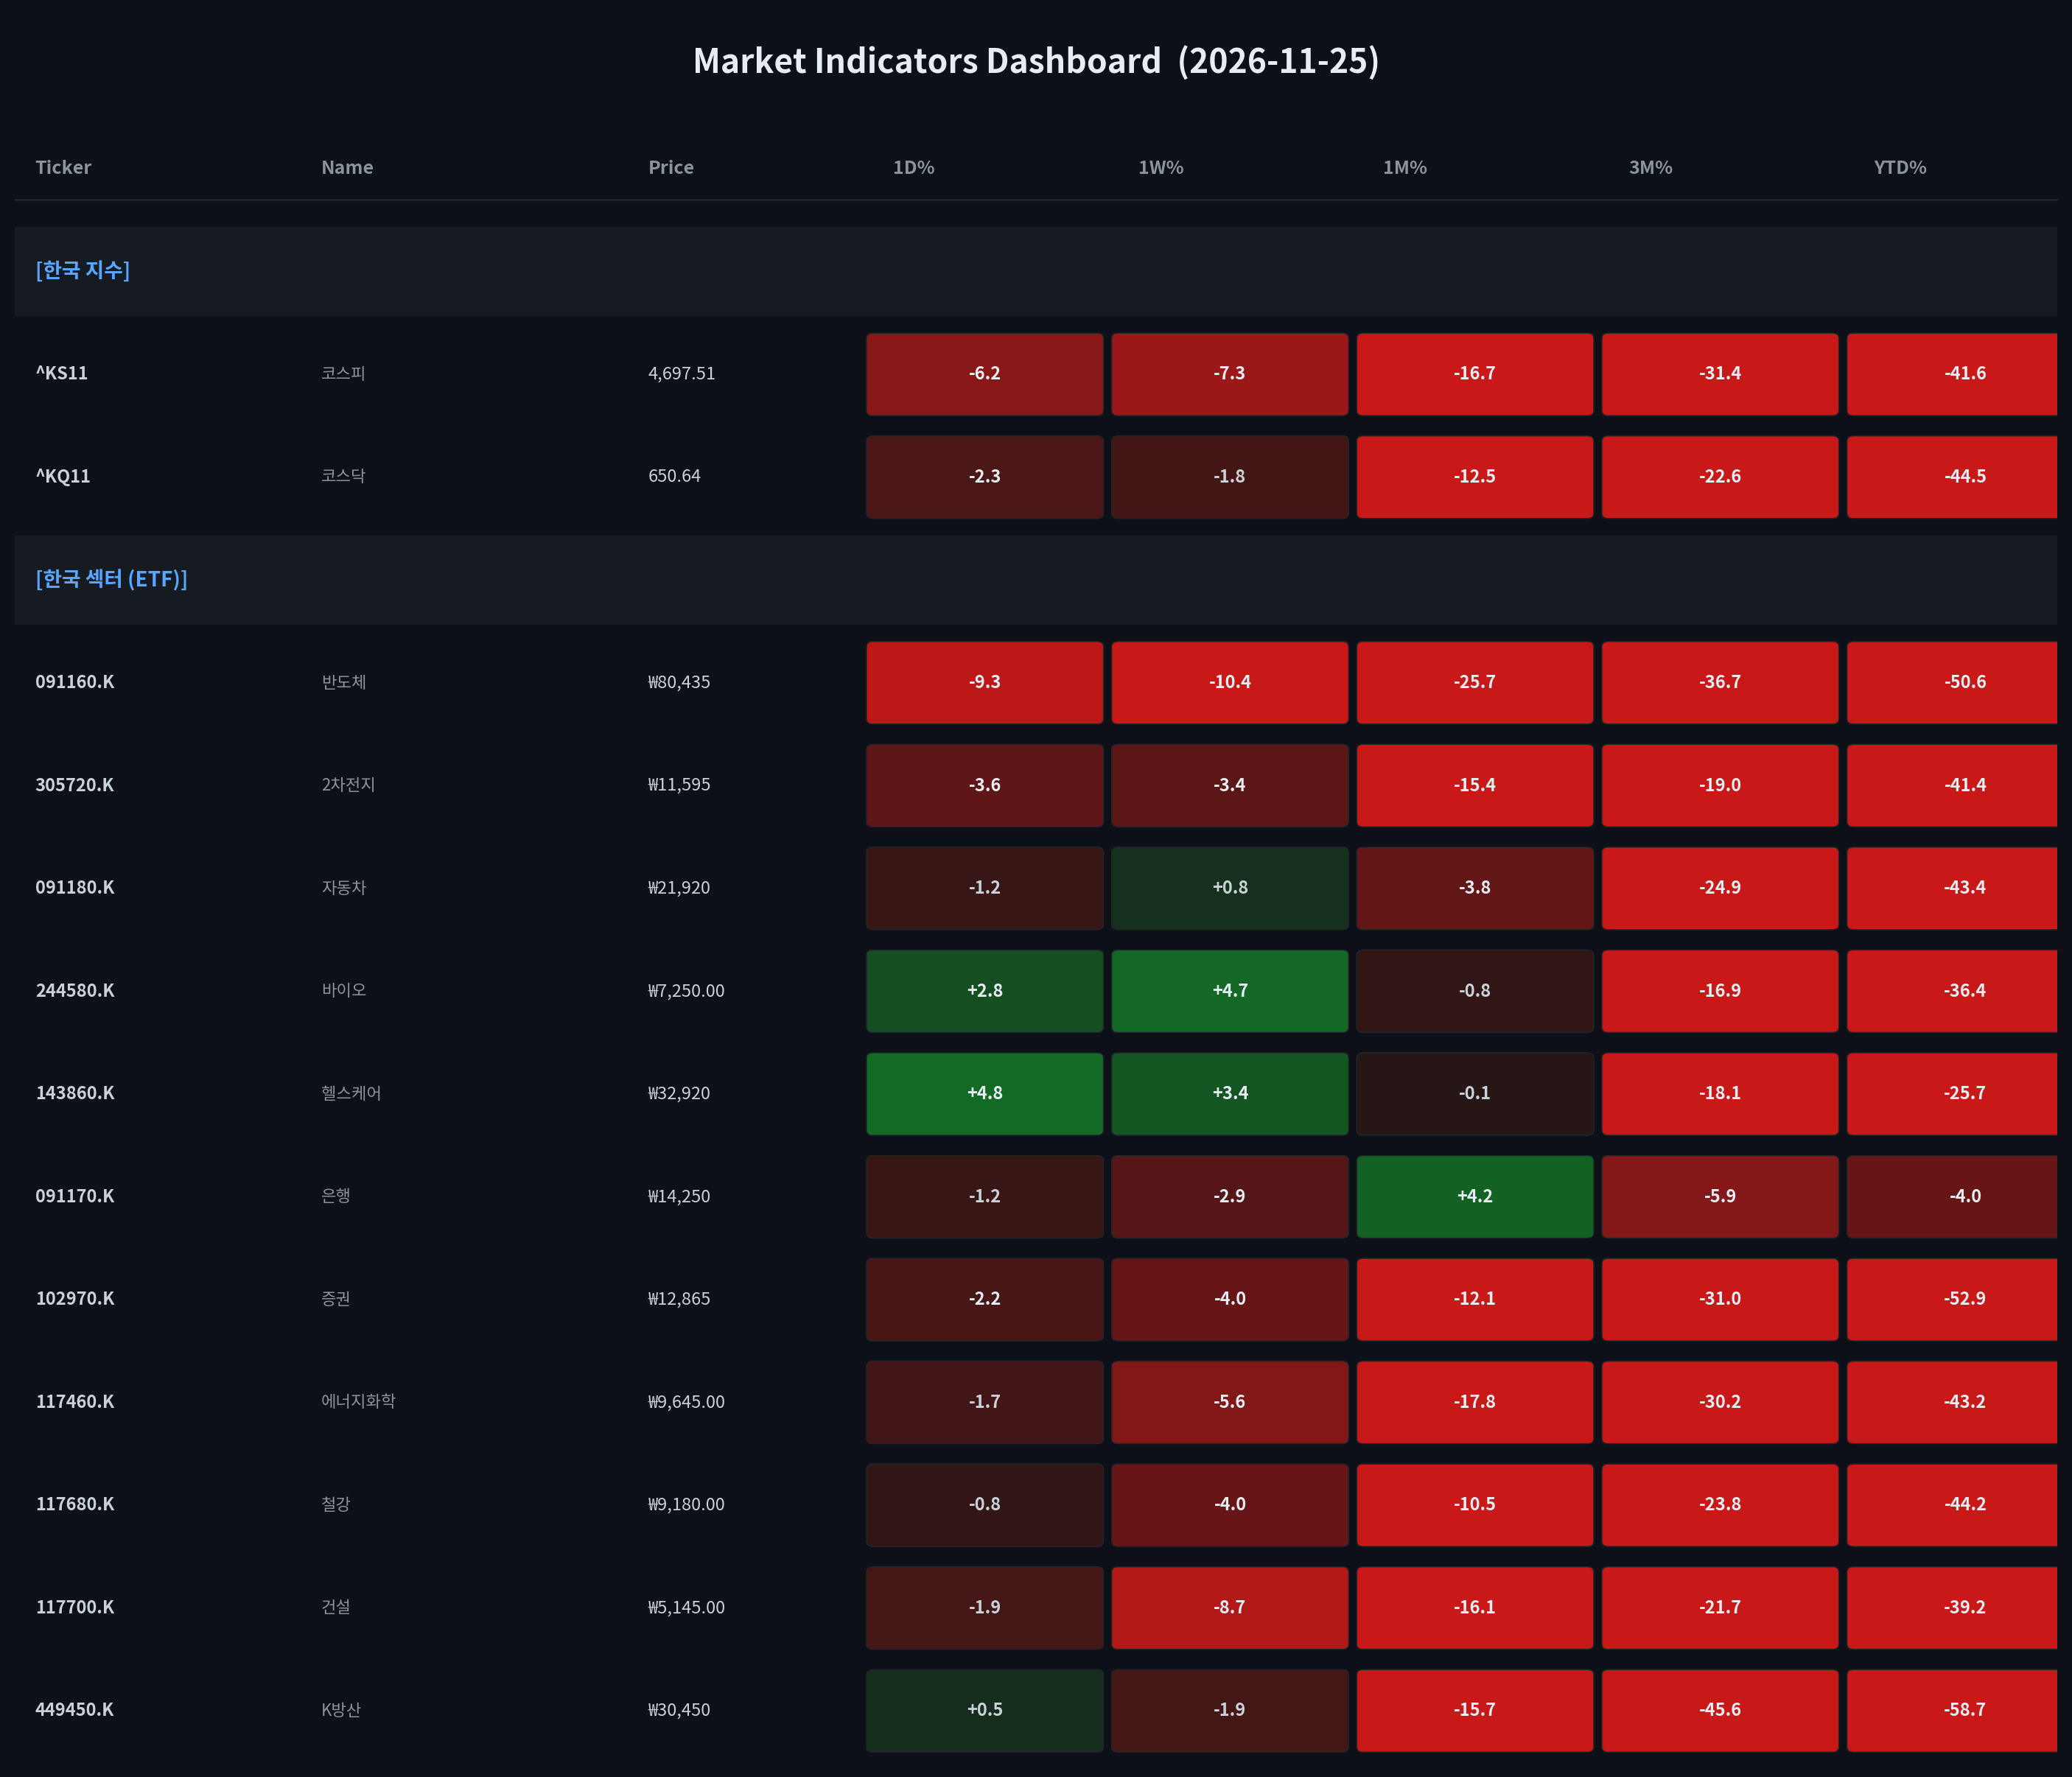 Market Indicators Dashboard (2026-11-25)
Ticker Name Price 1D% 1W% 1M% 3M% YTD%
[한국 지수]
^KS11 코스피 4,697.51 -6.2 -7.3 -16.7 -31.4 -41.6
^KQ11 코스닥 650.64 -2.3 -1.8 -12.5 -22.6 -44.5
[한국 섹터 (ETF)]
091160.K 반도체 ₩80,435 -9.3 -10.4 -25.7 -36.7 -50.6
305720.K 2차전지 ₩11,595 -3.6 -3.4 -15.4 -19.0 -41.4
091180.K 자동차 ₩21,920 -1.2 +0.8 -3.8 -24.9 -43.4
244580.K 바이오 ₩7,250.00 +2.8 +4.7 -0.8 -16.9 -36.4
143860.K 헬스케어 ₩32,920 +4.8 +3.4 -0.1 -18.1 -25.7
091170.K 은행 ₩14,250 -1.2 -2.9 +4.2 -5.9 -4.0
102970.K 증권 ₩12,865 -2.2 -4.0 -12.1 -31.0 -52.9
117460.K 에너지화학 ₩9,645.00 -1.7 -5.6 -17.8 -30.2 -43.2
117680.K 철강 ₩9,180.00 -0.8 -4.0 -10.5 -23.8 -44.2
117700.K 건설 ₩5,145.00 -1.9 -8.7 -16.1 -21.7 -39.2
449450.K K방산 ₩30,450 +0.5 -1.9 -15.7 -45.6 -58.7